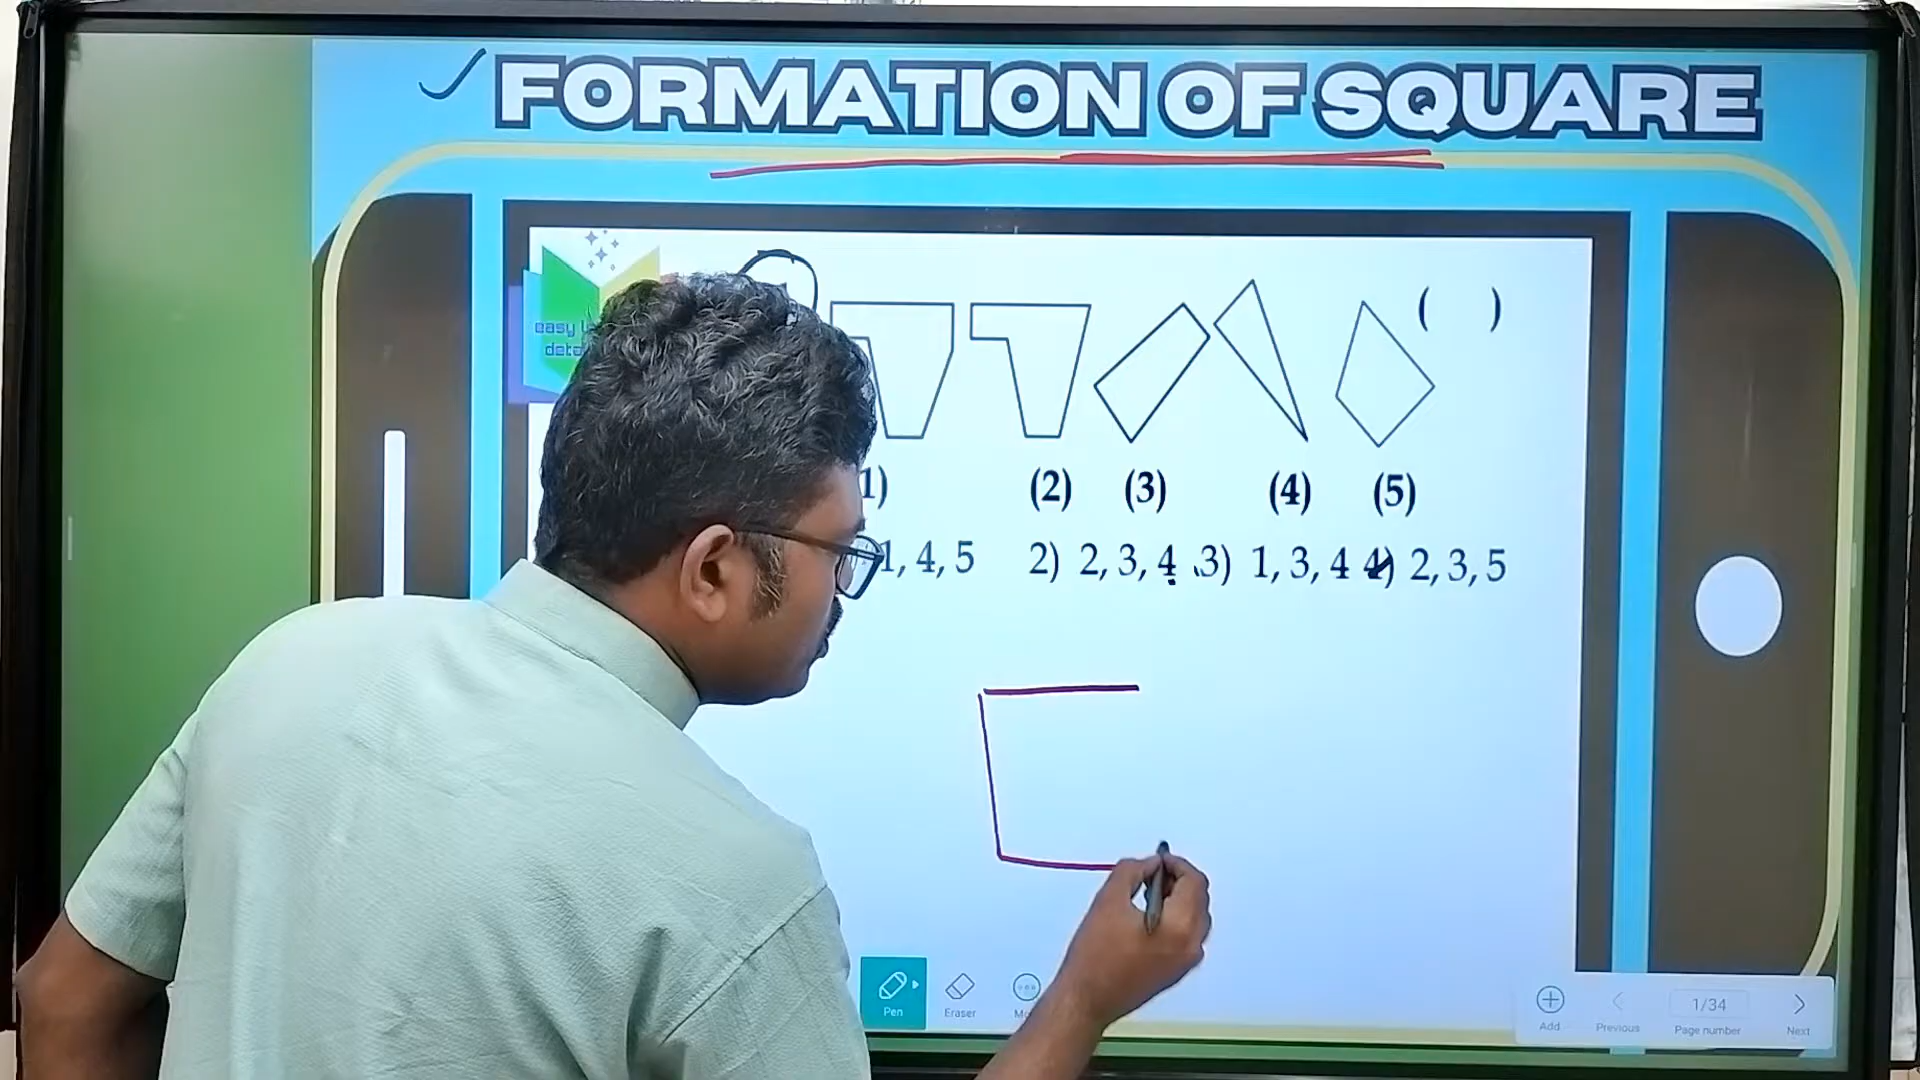 FORMATION OF SQUARE
easy
( )
1) (2) (3) (4) (5)
1, 4, 5 2) 2, 3, 4 3) 1, 3, 4 4) 2, 3, 5
Pen Eraser
Add Previous 1/34 Page number Next